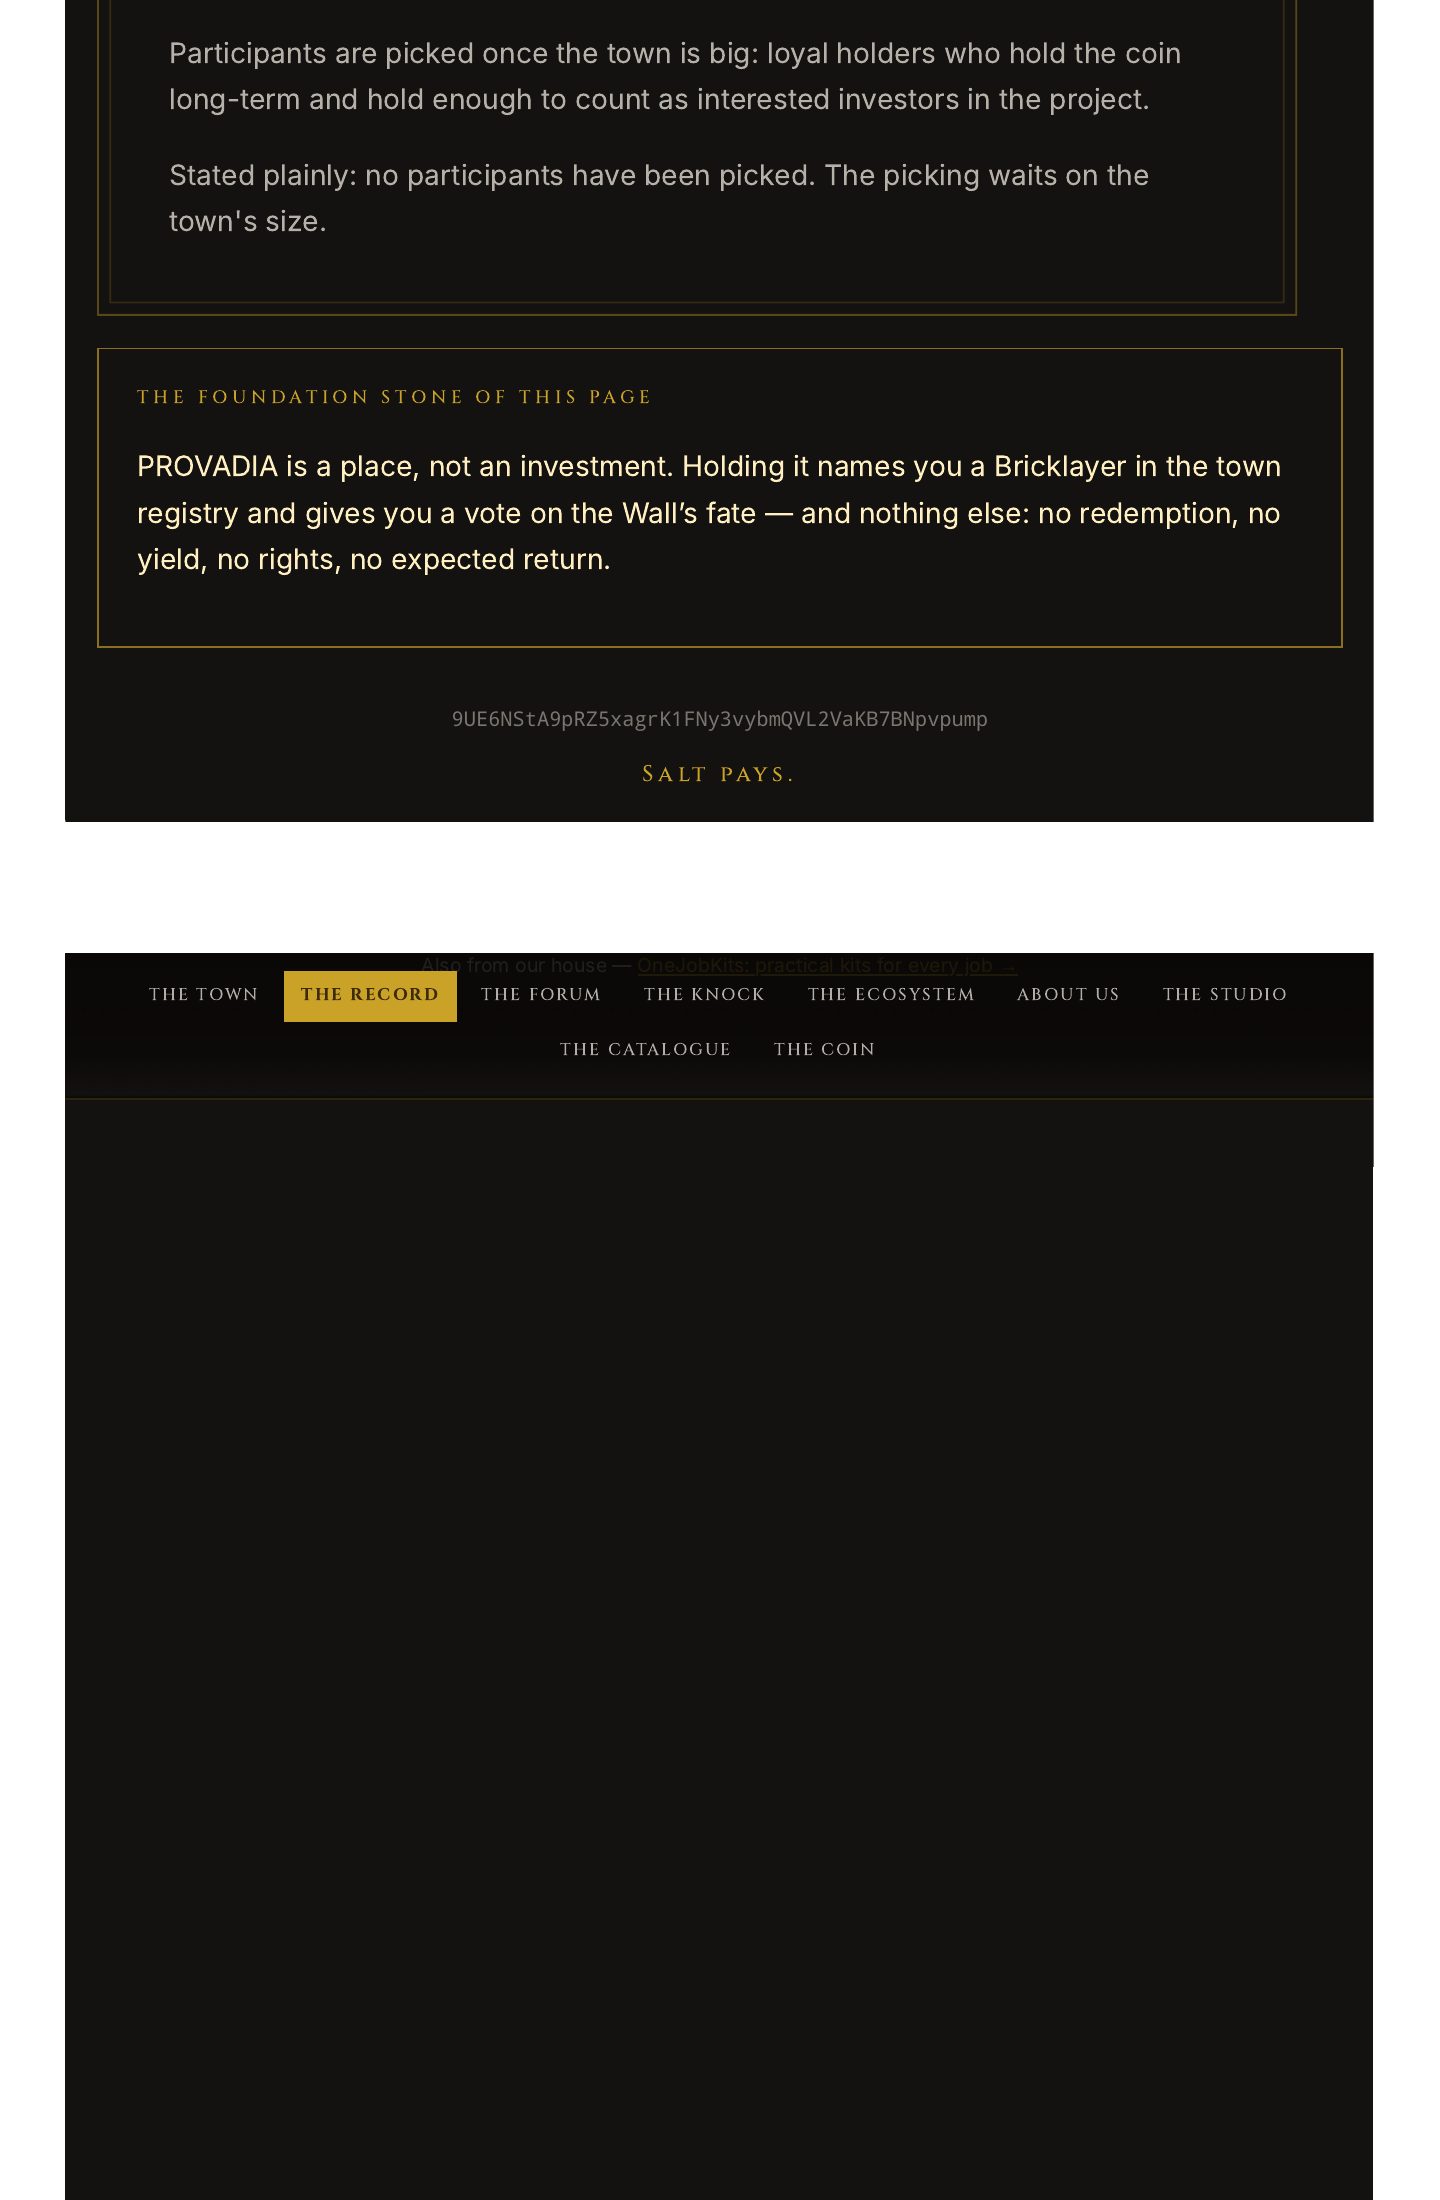 Participants are picked once the town is big: loyal holders who hold the coin
long-term and hold enough to count as interested investors in the project.
Stated plainly: no participants have been picked. The picking waits on the
town's size.
THE FOUNDATION STONE OF THIS PAGE
PROVADIA is a place, not an investment. Holding it names you a Bricklayer in the town
registry and gives you a vote on the Wall’s fate — and nothing else: no redemption, no
yield, no rights, no expected return.
9UE6NStA9pRZ5xagrK1FNy3vybmQVL2VaKB7BNpvpump
SALT PAYS.
Also from our house — OneJobKits: practical kits for every job →
THE TOWN THE RECORD THE FORUM THE KNOCK THE ECOSYSTEM ABOUT US THE STUDIO
THE CATALOGUE THE COIN